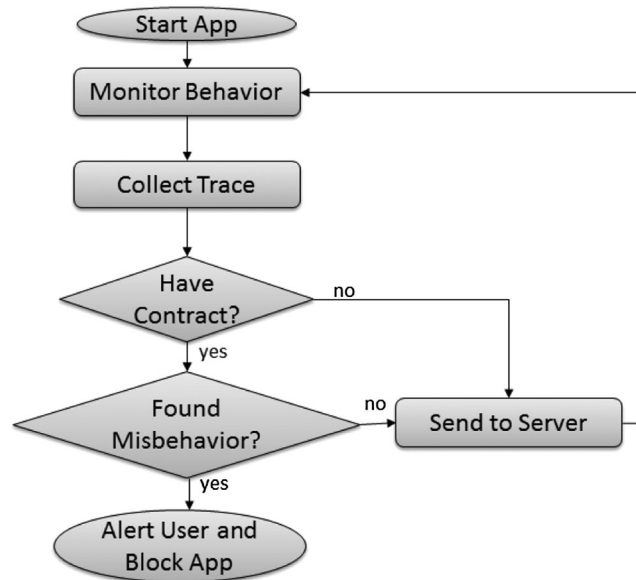 Start App
Monitor Behavior
Collect Trace
Have
Contract?
no
yes
Found
Misbehavior?
no
Send to Server
yes
Alert User and
Block App